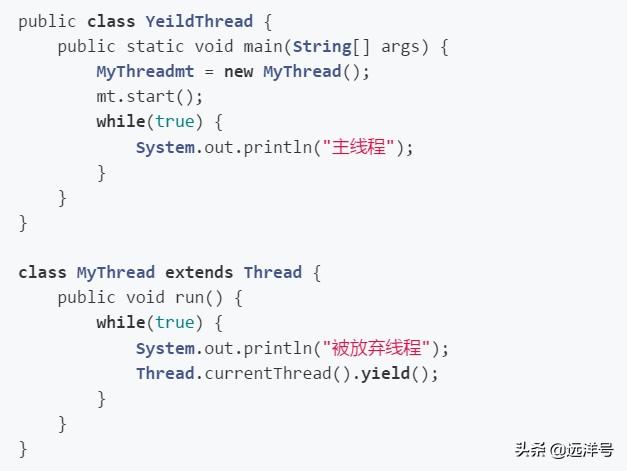 public class YeildThread {
    public static void main(String[] args) {
        MyThreadmt = new MyThread();
        mt.start();
        while(true) {
            System.out.println("主线程");
        }
    }
}

class MyThread extends Thread {
    public void run() {
        while(true) {
            System.out.println("被放弃线程");
            Thread.currentThread().yield();
        }
    }
}
头条 @远洋号